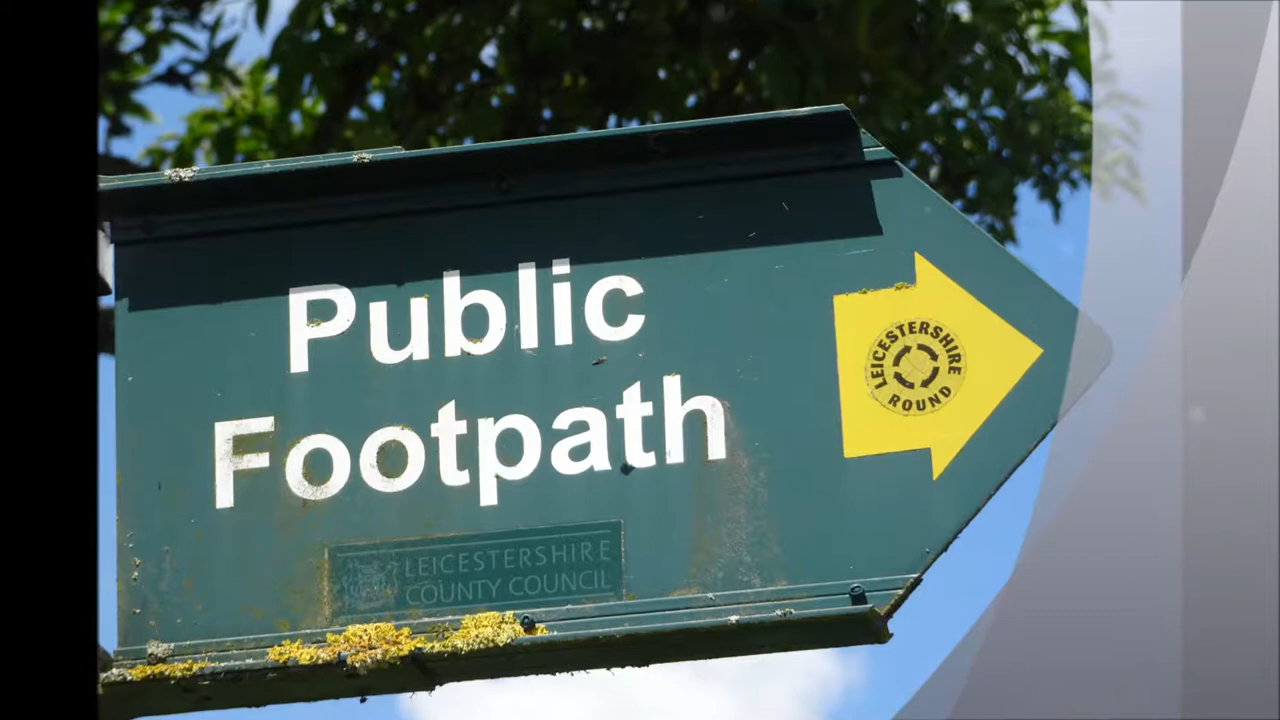 Public
Footpath
LEICESTERSHIRE
ROUND
LEICESTERSHIRE
COUNTY COUNCIL